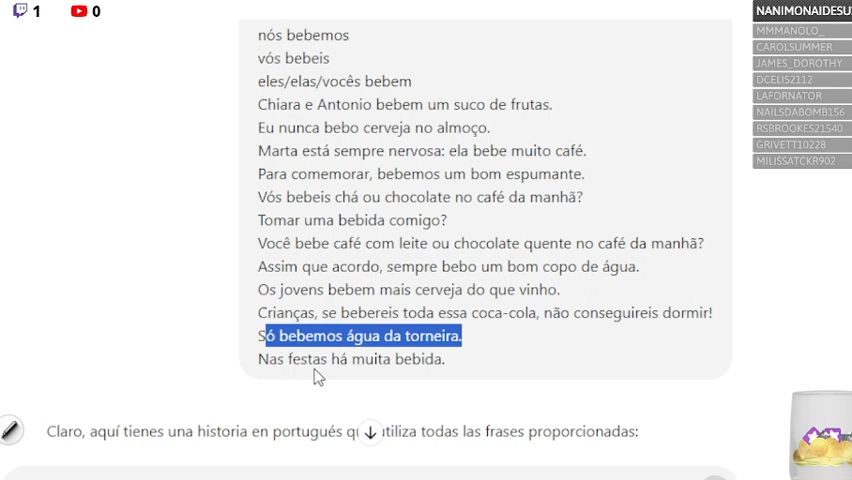 1
0
nós bebemos
vós bebeis
eles/elas/vocês bebem
Chiara e Antonio bebem um suco de frutas.
Eu nunca bebo cerveja no almoço.
Marta está sempre nervosa: ela bebe muito café.
Para comemorar, bebemos um bom espumante.
Vós bebeis chá ou chocolate no café da manhã?
Tomar uma bebida comigo?
Você bebe café com leite ou chocolate quente no café da manhã?
Assim que acordo, sempre bebo um bom copo de água.
Os jovens bebem mais cerveja do que vinho.
Crianças, se bebereis toda essa coca-cola, não conseguireis dormir!
Só bebemos água da torneira.
Nas festas há muita bebida.
Claro, aquí tienes una historia en portugués utiliza todas las frases proporcionadas:
MMMANOLO_
CAROLSUMMER
JAMES_DOROTHY
DCELIS2112
LAFORNATOR
NAILSDABOMB156
RSBROOKES21540
GRIVETT10228
MILISSATCKR902